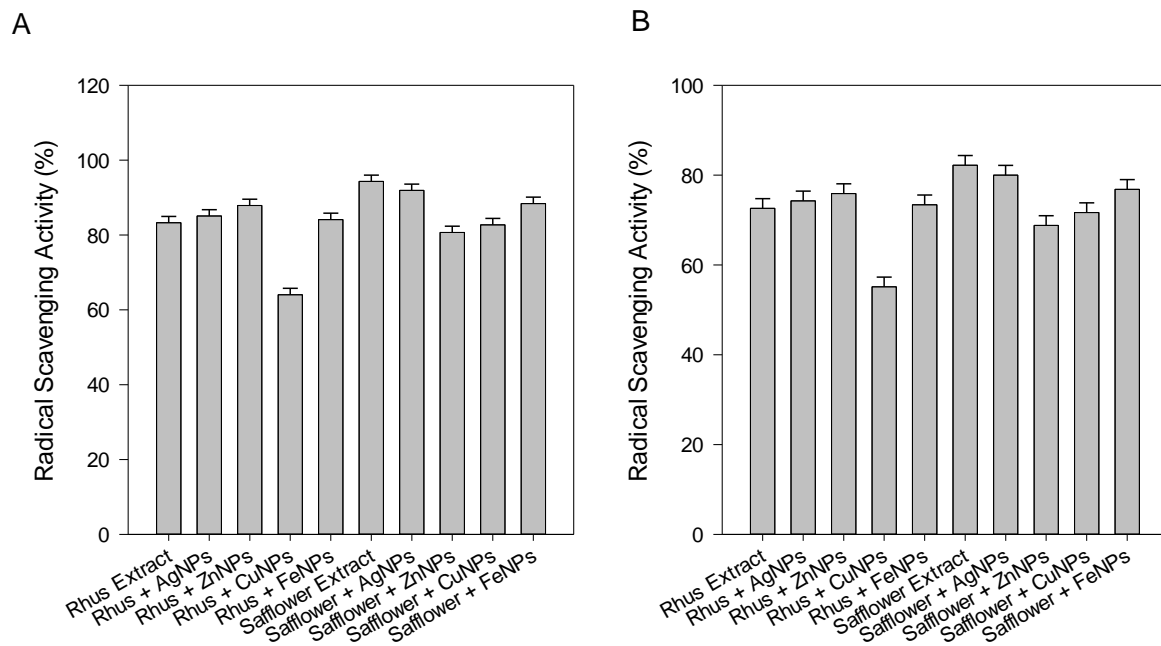 A
Radical Scavenging Activity (%)
120
100
80
60
40
20
0
Rhus Extract
Rhus + AgNPs
Rhus + ZnNPs
Rhus + CuNPs
Rhus + FeNPs
Safflower Extract
Safflower + AgNPs
Safflower + ZnNPs
Safflower + CuNPs
Safflower + FeNPs
B
Radical Scavenging Activity (%)
100
80
60
40
20
0
Rhus Extract
Rhus + AgNPs
Rhus + ZnNPs
Rhus + CuNPs
Rhus + FeNPs
Safflower Extract
Safflower + AgNPs
Safflower + ZnNPs
Safflower + CuNPs
Safflower + FeNPs